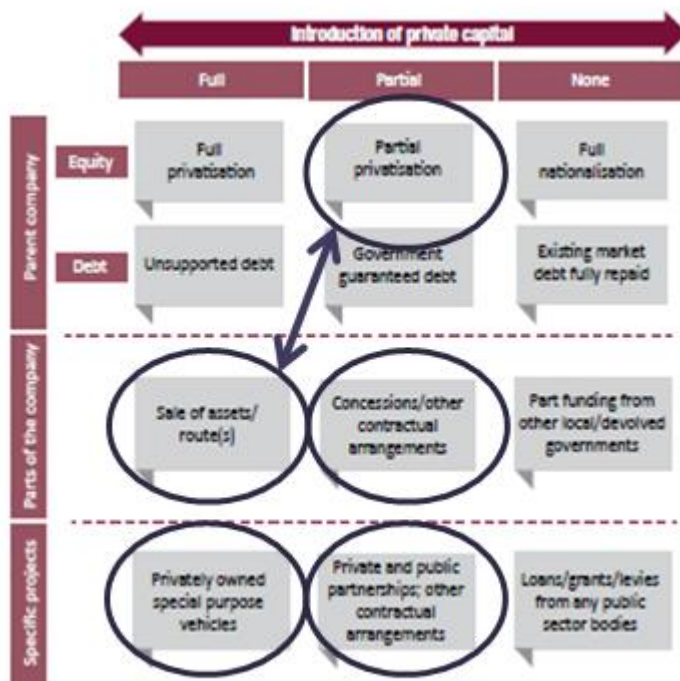 Introduction of private capital
Full
Partial
None
Parent company
Equity
Full
privatisation
Partial
privatisation
Full
nationalisation
Debt
Unsupported debt
Government
guaranteed debt
Existing market
debt fully repaid
Parts of the company
Sale of assets/
route(s)
Concessions/other
contractual
arrangements
Part funding from
other local/devolved
governments
Specific projects
Privately owned
special purpose
vehicles
Private and public
partnerships; other
contractual
arrangements
Loans/grants/levies
from any public
sector bodies